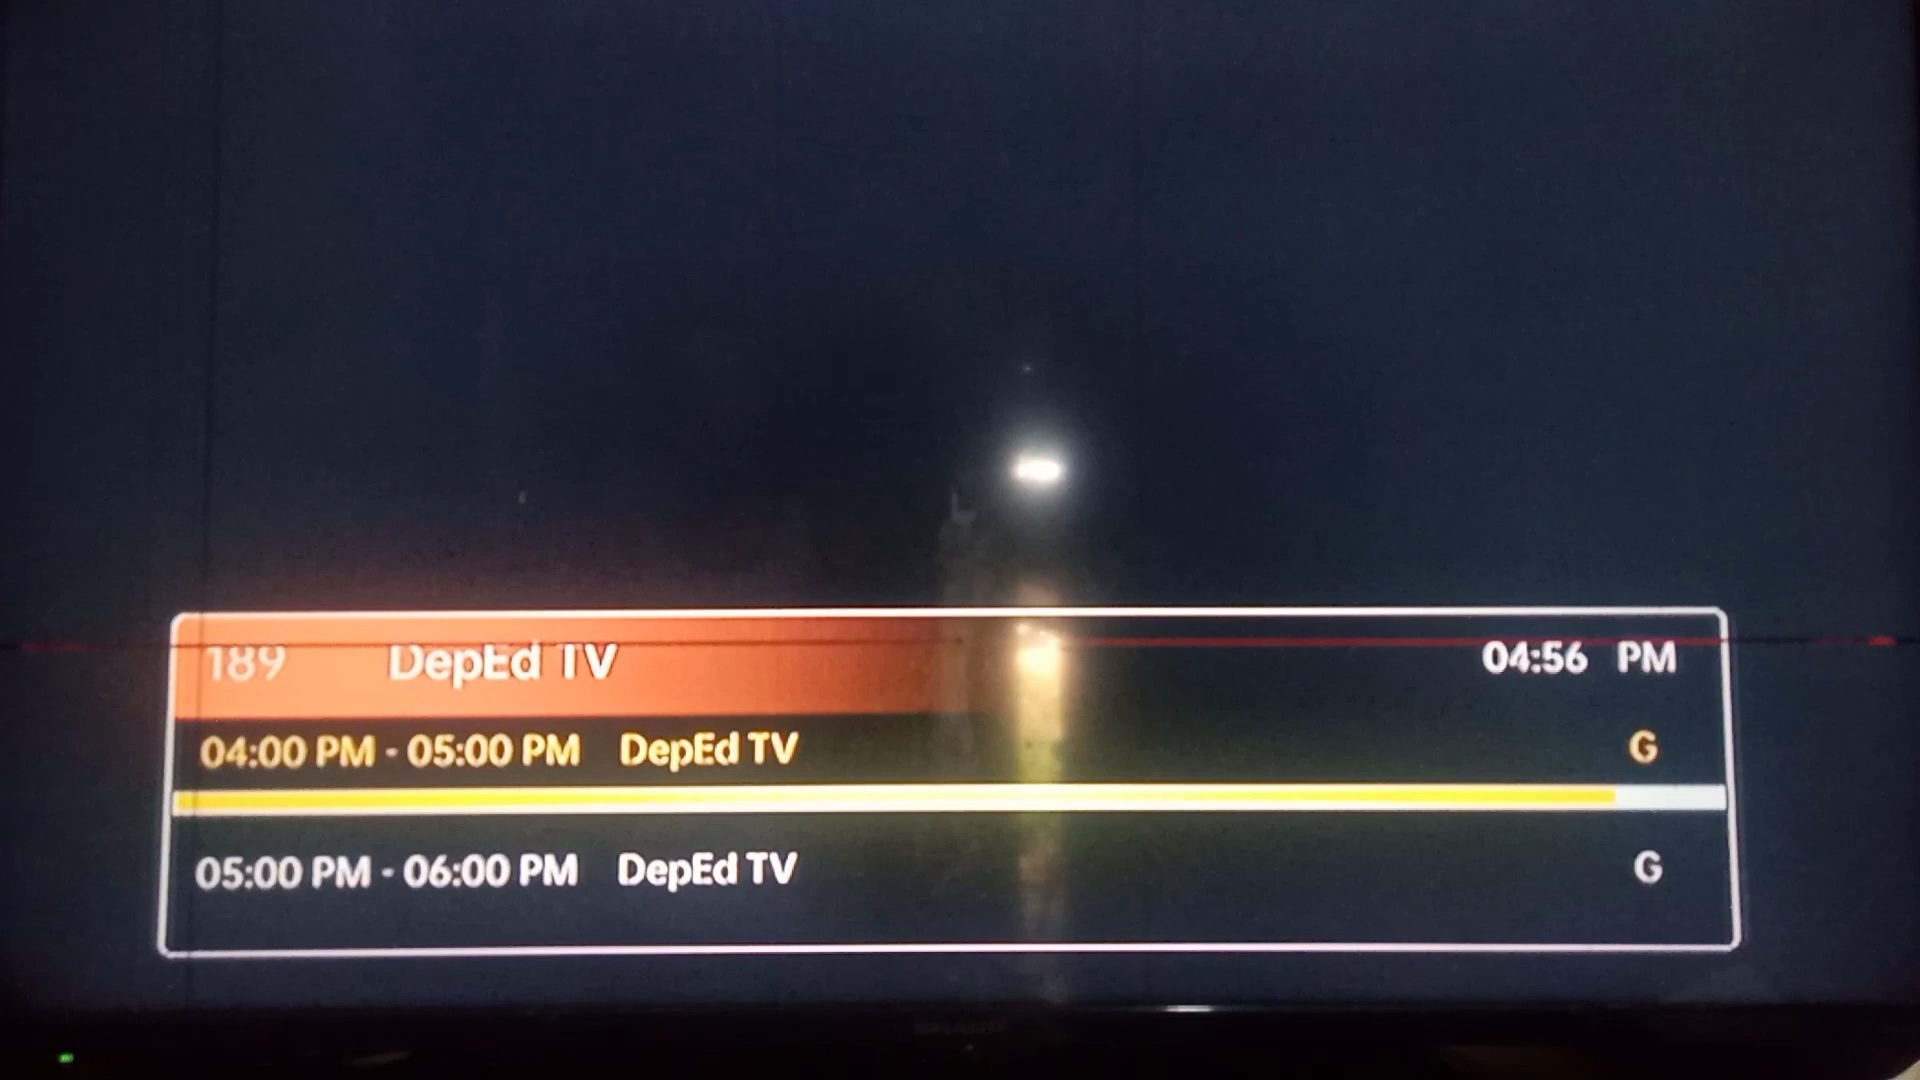 189 DepEd TV 04:56 PM
04:00 PM - 05:00 PM DepEd TV G
05:00 PM - 06:00 PM DepEd TV G